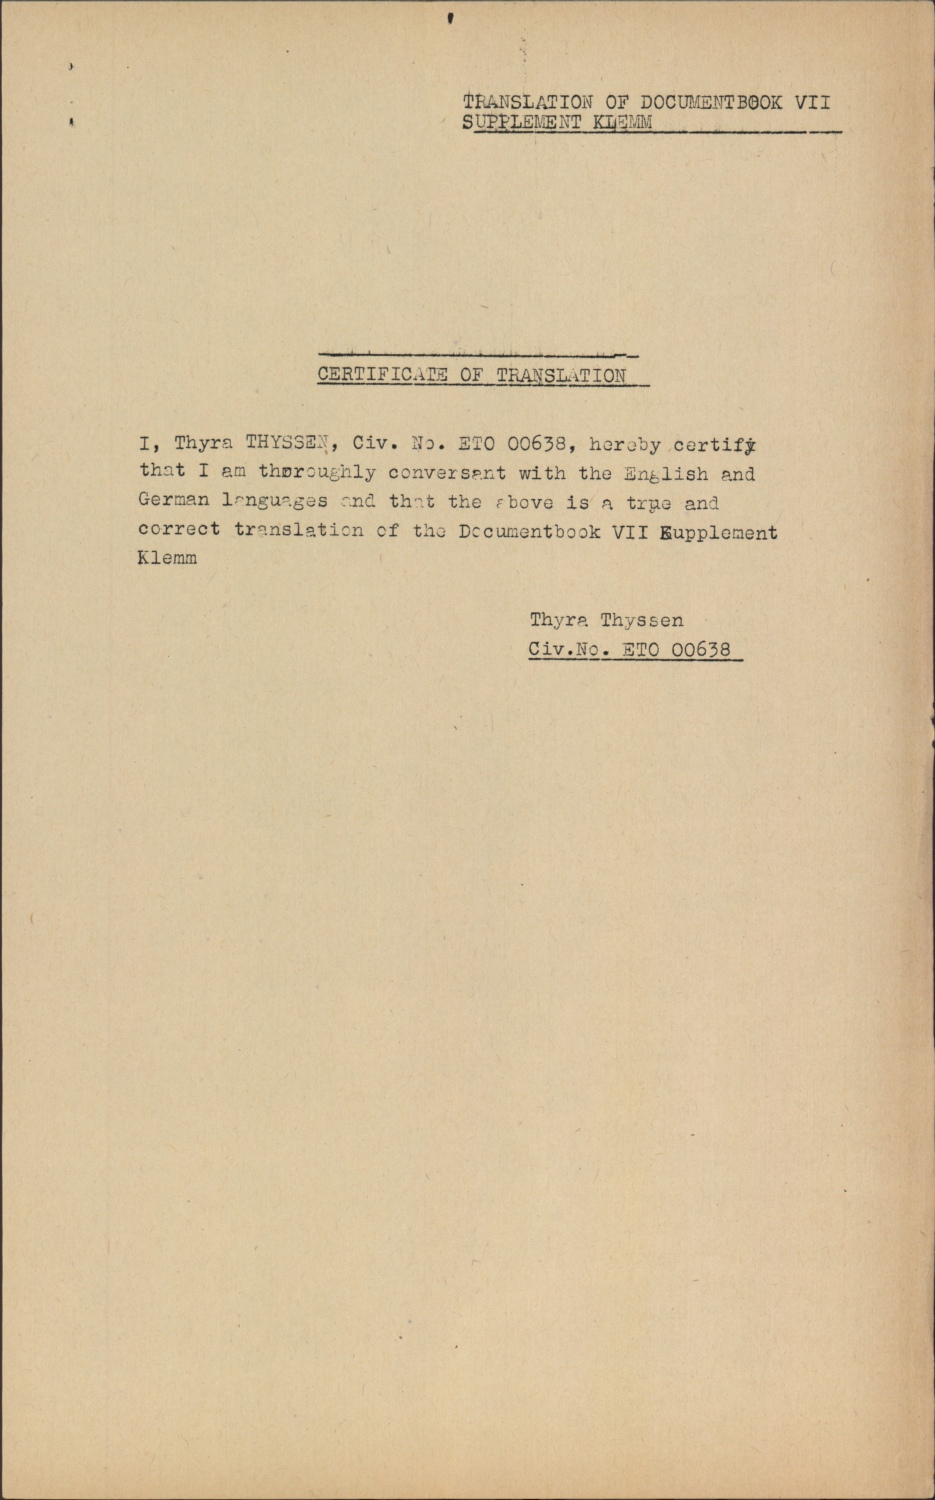 TRANSLATION OF DOCUMENTBOOK VII
SUPPLEMENT KLEMM
CERTIFICATE OF TRANSLATION
I, Thyra THYSSEN, Civ. No. ETO 00638, hereby certify
that I am thoroughly conversant with the English and
German languages and that the above is a true and
correct translation of the Documentbook VII Supplement
Klemm
Thyra Thyssen
Civ.No. ETO 00638